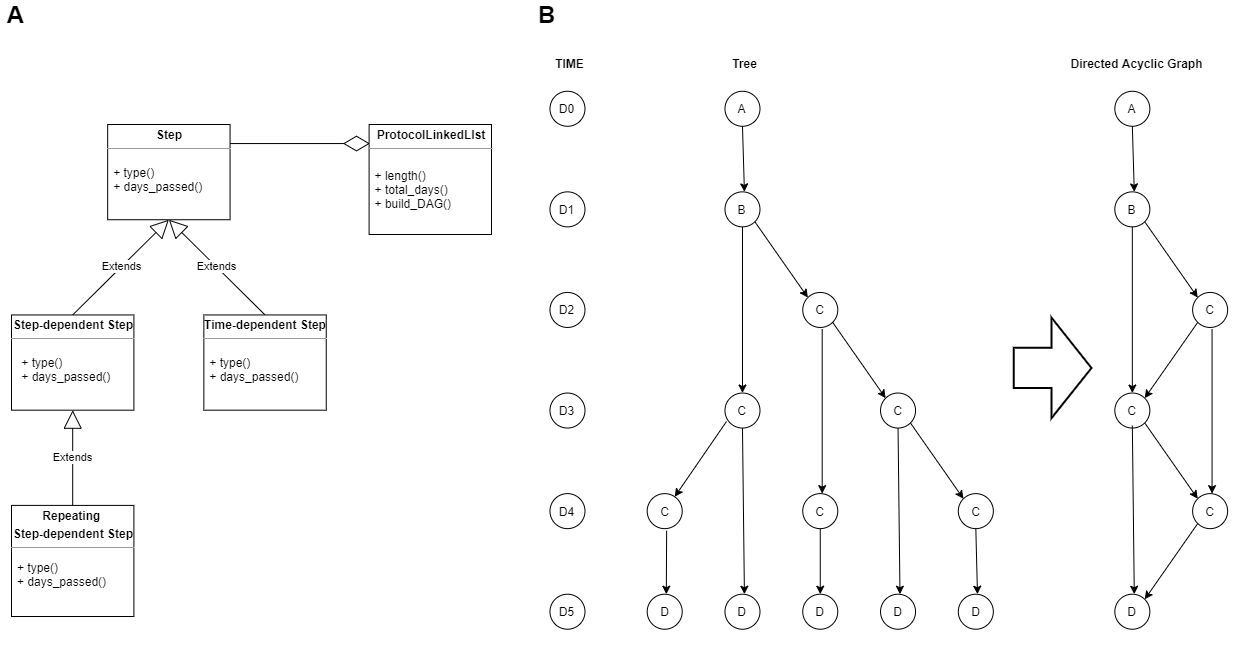 A
Step
+ type()
+ days_passed()
ProtocolLinkedLIst
+ length()
+ total_days()
+ build_DAG()
Extends
Extends
Step-dependent Step
+ type()
+ days_passed()
Time-dependent Step
+ type()
+ days_passed()
Extends
Repeating
Step-dependent Step
+ type()
+ days_passed()
B
TIME
Tree
Directed Acyclic Graph
D0
A
A
D1
B
B
D2
C
C
D3
C
C
C
D4
C
C
C
C
D5
D
D
D
D
D
D